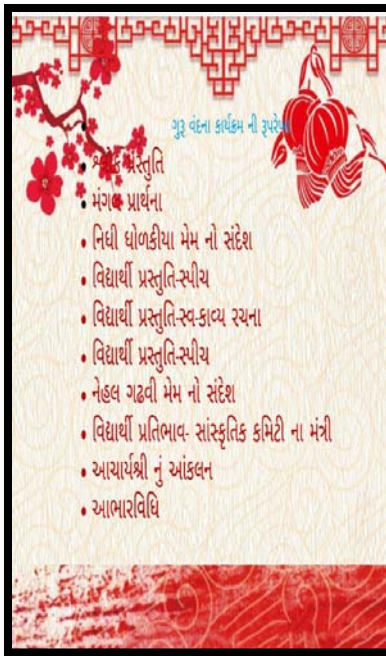 ગુરૂ વંદના કાર્યક્રમ ની રૂપરેખા
• શ્લોક પ્રસ્તુતિ
• મંગલ પ્રાર્થના
• નિધી ધોળકીયા મેમ નો સંદેશ
• વિદ્યાર્થી પ્રસ્તુતિ-સ્પીચ
• વિદ્યાર્થી પ્રસ્તુતિ-સ્વ-કાવ્ય રચના
• વિદ્યાર્થી પ્રસ્તુતિ-સ્પીચ
• નેહલ ગઢવી મેમ નો સંદેશ
• વિદ્યાર્થી પ્રતિભાવ- સાંસ્કૃતિક કમિટી ના મંત્રી
• આચાર્યશ્રી નું આંકલન
• આભારવિધિ